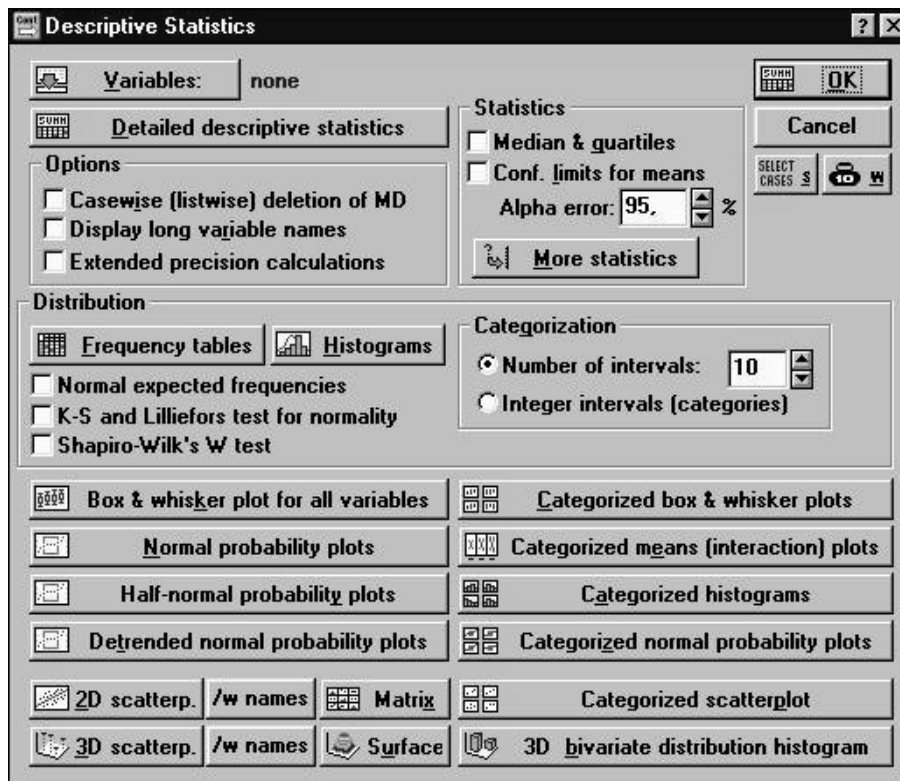 Cont
Descriptive Statistics
? X
Variables: none
SUMM
OK
SUMM
Detailed descriptive statistics
Statistics
Median & quartiles
Conf. limits for means
Alpha error: 95, %
More statistics
Cancel
SELECT CASES S
10 W
Options
Casewise (listwise) deletion of MD
Display long variable names
Extended precision calculations
Distribution
Frequency tables
Histograms
Normal expected frequencies
K-S and Lilliefors test for normality
Shapiro-Wilk's W test
Categorization
Number of intervals: 10
Integer intervals (categories)
Box & whisker plot for all variables
Categorized box & whisker plots
Normal probability plots
Categorized means (interaction) plots
Half-normal probability plots
Categorized histograms
Detrended normal probability plots
Categorized normal probability plots
2D scatterp. /w names Matrix
Categorized scatterplot
3D scatterp. /w names Surface
3D bivariate distribution histogram